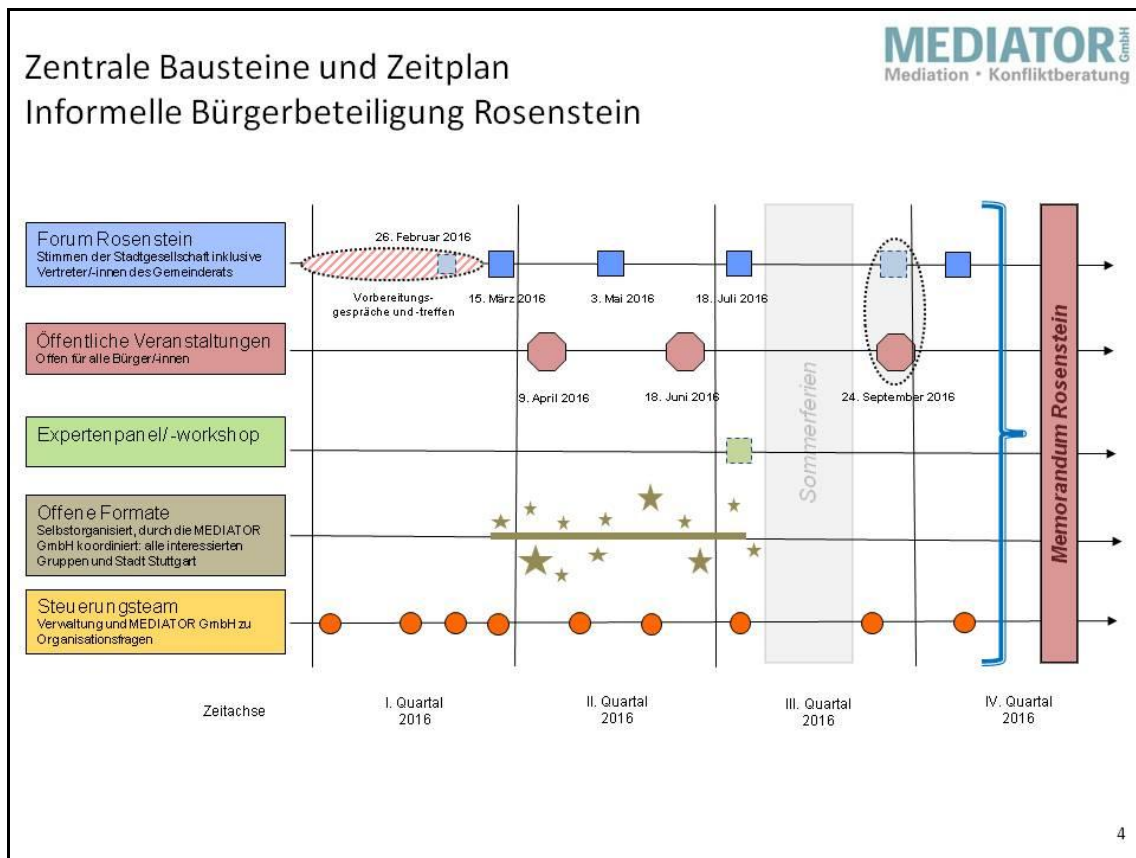 MEDIATOR GmbH
Mediation • Konfliktberatung
Zentrale Bausteine und Zeitplan
Informelle Bürgerbeteiligung Rosenstein
Forum Rosenstein
Stimmen der Stadtgesellschaft inklusive
Vertreter/-innen des Gemeinderats
26. Februar 2016
Vorbereitungs-
gespräche und -treffen
15. März 2016
3. Mai 2016
18. Juli 2016
Öffentliche Veranstaltungen
Offen für alle Bürger/-innen
9. April 2016
18. Juni 2016
24. September 2016
Expertenpanel/-workshop
Offene Formate
Selbstorganisiert, durch die MEDIATOR
GmbH koordiniert: alle interessierten
Gruppen und Stadt Stuttgart
Steuerungsteam
Verwaltung und MEDIATOR GmbH zu
Organisationsfragen
Sommerferien
Memorandum Rosenstein
Zeitachse
I. Quartal
2016
II. Quartal
2016
III. Quartal
2016
IV. Quartal
2016
4